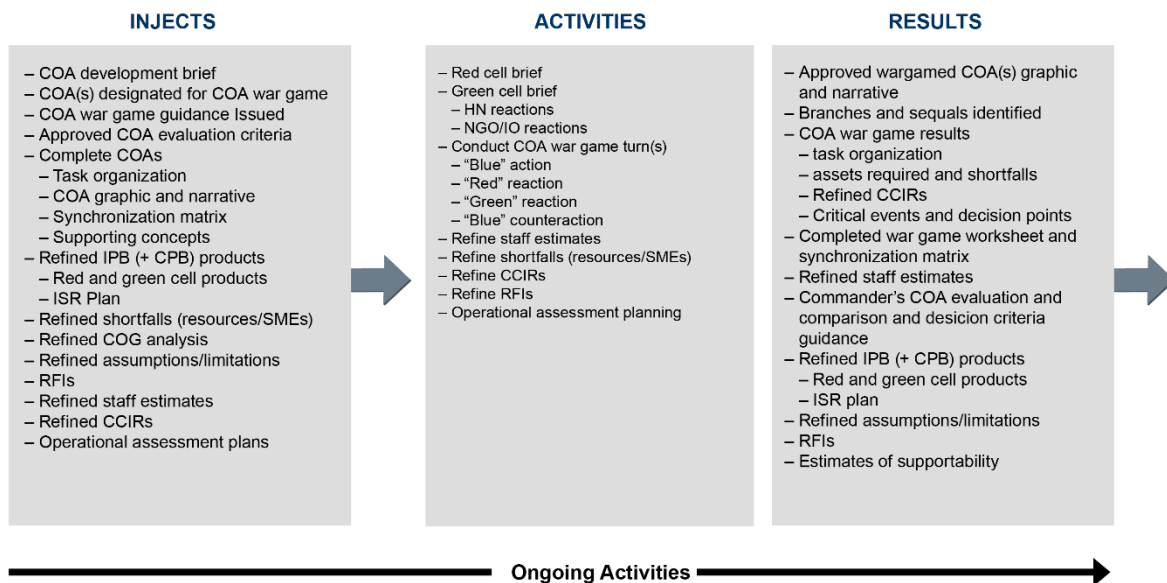 INJECTS
– COA development brief
– COA(s) designated for COA war game
– COA war game guidance Issued
– Approved COA evaluation criteria
– Complete COAs
– Task organization
– COA graphic and narrative
– Synchronization matrix
– Supporting concepts
– Refined IPB (+ CPB) products
– Red and green cell products
– ISR Plan
– Refined shortfalls (resources/SMEs)
– Refined COG analysis
– Refined assumptions/limitations
– RFIs
– Refined staff estimates
– Refined CCIRs
– Operational assessment plans
ACTIVITIES
– Red cell brief
– Green cell brief
– HN reactions
– NGO/IO reactions
– Conduct COA war game turn(s)
– “Blue” action
– “Red” reaction
– “Green” reaction
– “Blue” counteraction
– Refine staff estimates
– Refine shortfalls (resources/SMEs)
– Refine CCIRs
– Refine RFIs
– Operational assessment planning
RESULTS
– Approved wargamed COA(s) graphic
and narrative
– Branches and sequals identified
– COA war game results
– task organization
– assets required and shortfalls
– Refined CCIRs
– Critical events and decision points
– Completed war game worksheet and
synchronization matrix
– Refined staff estimates
– Commander’s COA evaluation and
comparison and desicion criteria
guidance
– Refined IPB (+ CPB) products
– Red and green cell products
– ISR plan
– Refined assumptions/limitations
– RFIs
– Estimates of supportability
Ongoing Activities